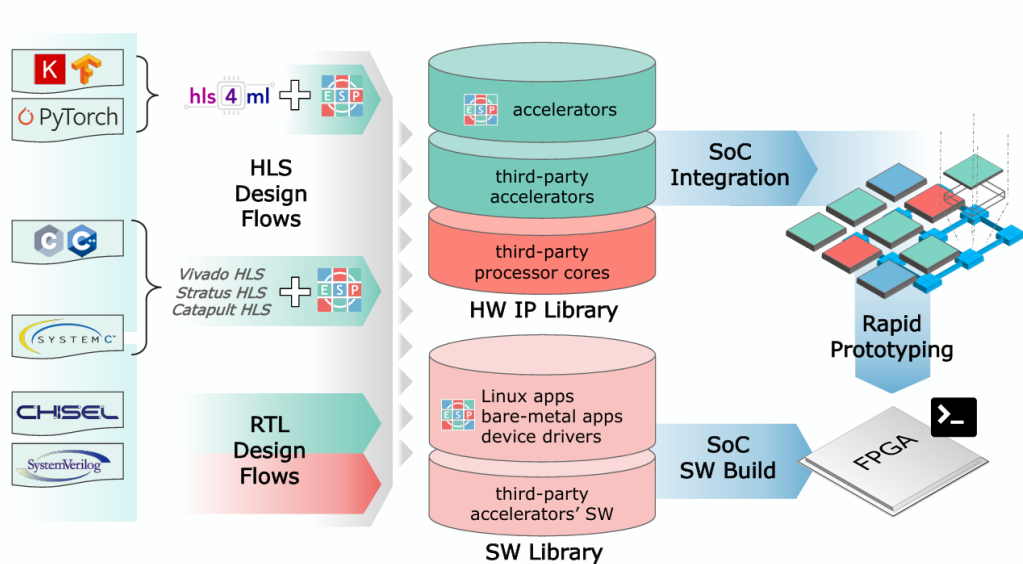 K
PyTorch
hls 4 ml
ESP
HLS
Design
Flows
C
C++
Vivado HLS
Stratus HLS
Catapult HLS
ESP
SYSTEM C™
CHISEL
SystemVerilog
RTL
Design
Flows
ESP
accelerators
third-party
accelerators
third-party
processor cores
HW IP Library
ESP
Linux apps
bare-metal apps
device drivers
third-party
accelerators' SW
SW Library
SoC
Integration
Rapid
Prototyping
SoC
SW Build
FPGA
>_